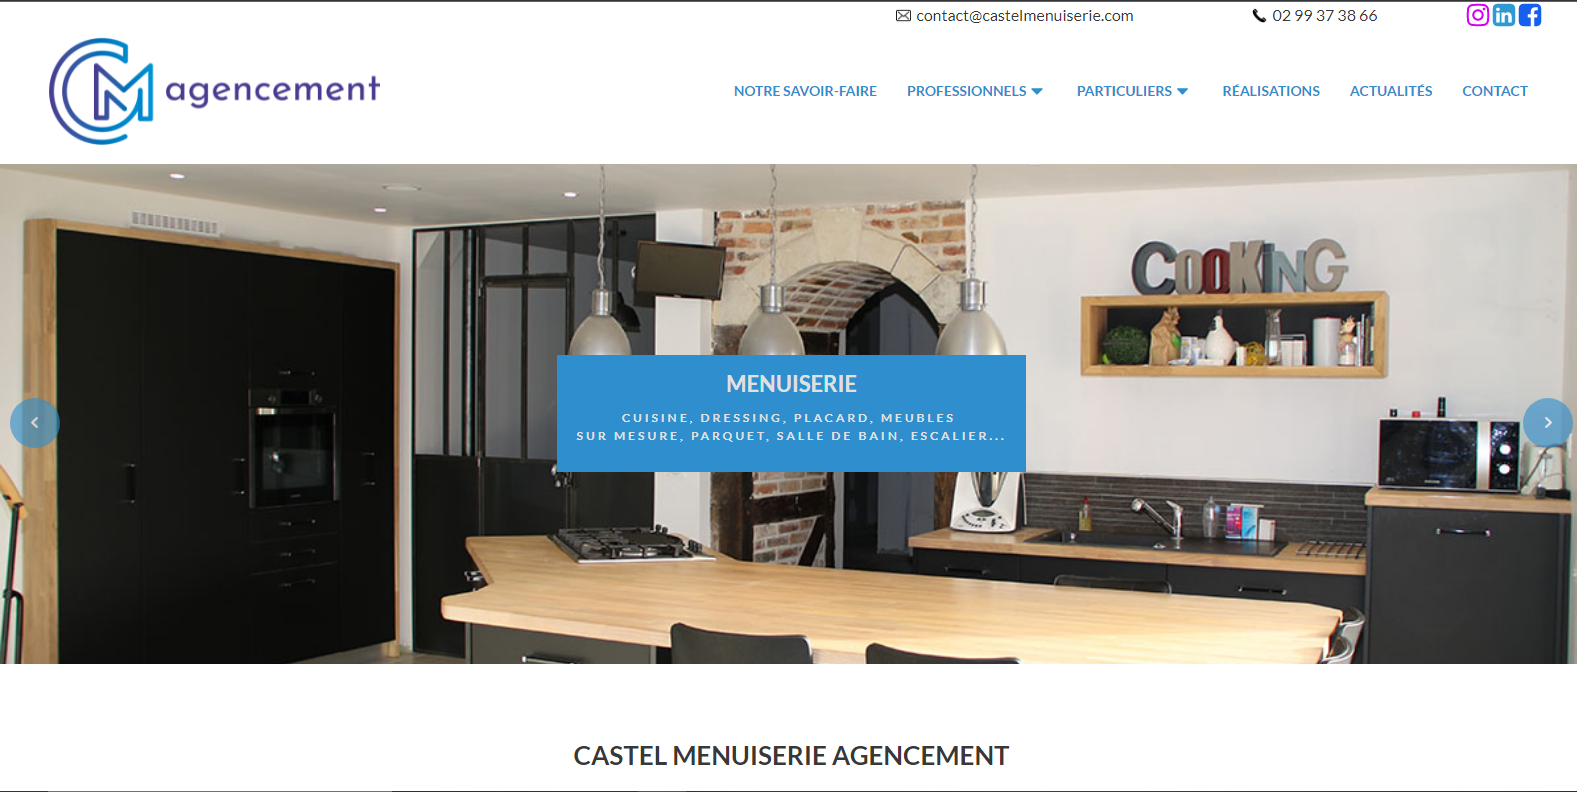 contact@castelmenuiserie.com
02 99 37 38 66
CM agencement
NOTRE SAVOIR-FAIRE
PROFESSIONNELS
PARTICULIERS
RÉALISATIONS
ACTUALITÉS
CONTACT
COOKiNG
MENUISERIE
CUISINE, DRESSING, PLACARD, MEUBLES
SUR MESURE, PARQUET, SALLE DE BAIN, ESCALIER...
CASTEL MENUISERIE AGENCEMENT